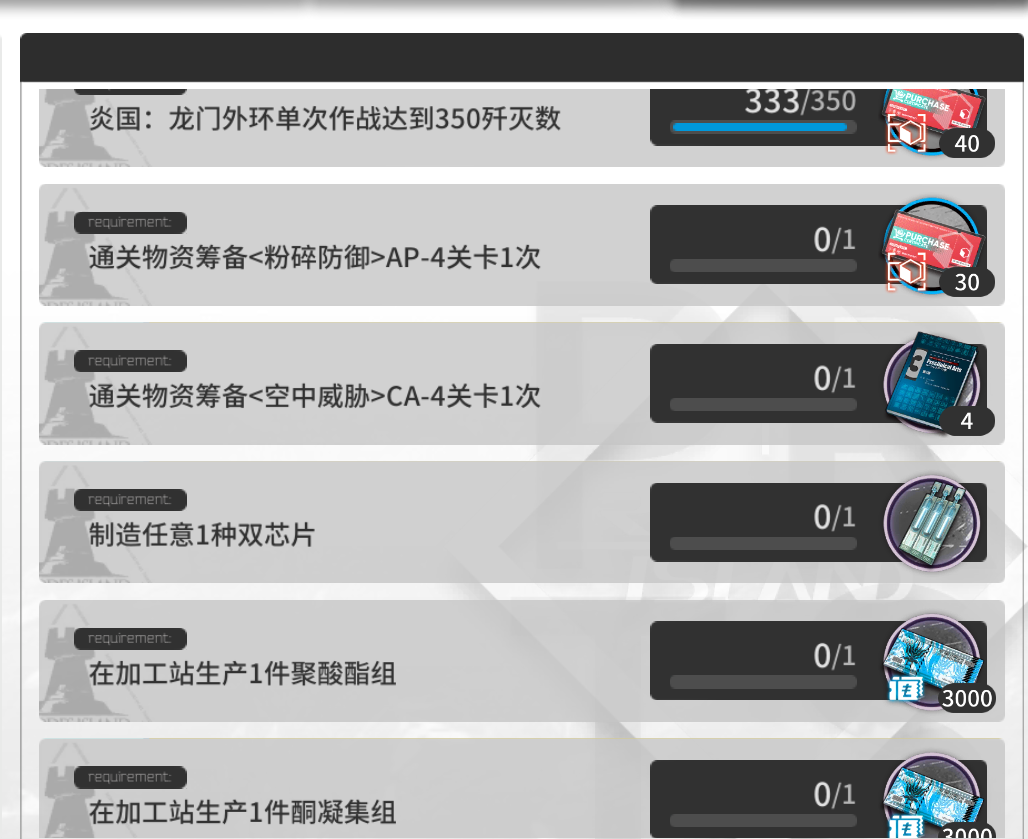 炎国：龙门外环单次作战达到350歼灭数
333/350
PURCHASE
40
requirement:
通关物资筹备<粉碎防御>AP-4关卡1次
0/1
PURCHASE
30
requirement:
通关物资筹备<空中威胁>CA-4关卡1次
0/1
3
4
requirement:
制造任意1种双芯片
0/1
requirement:
在加工站生产1件聚酸酯组
0/1
3000
requirement:
在加工站生产1件酮凝集组
0/1
3000